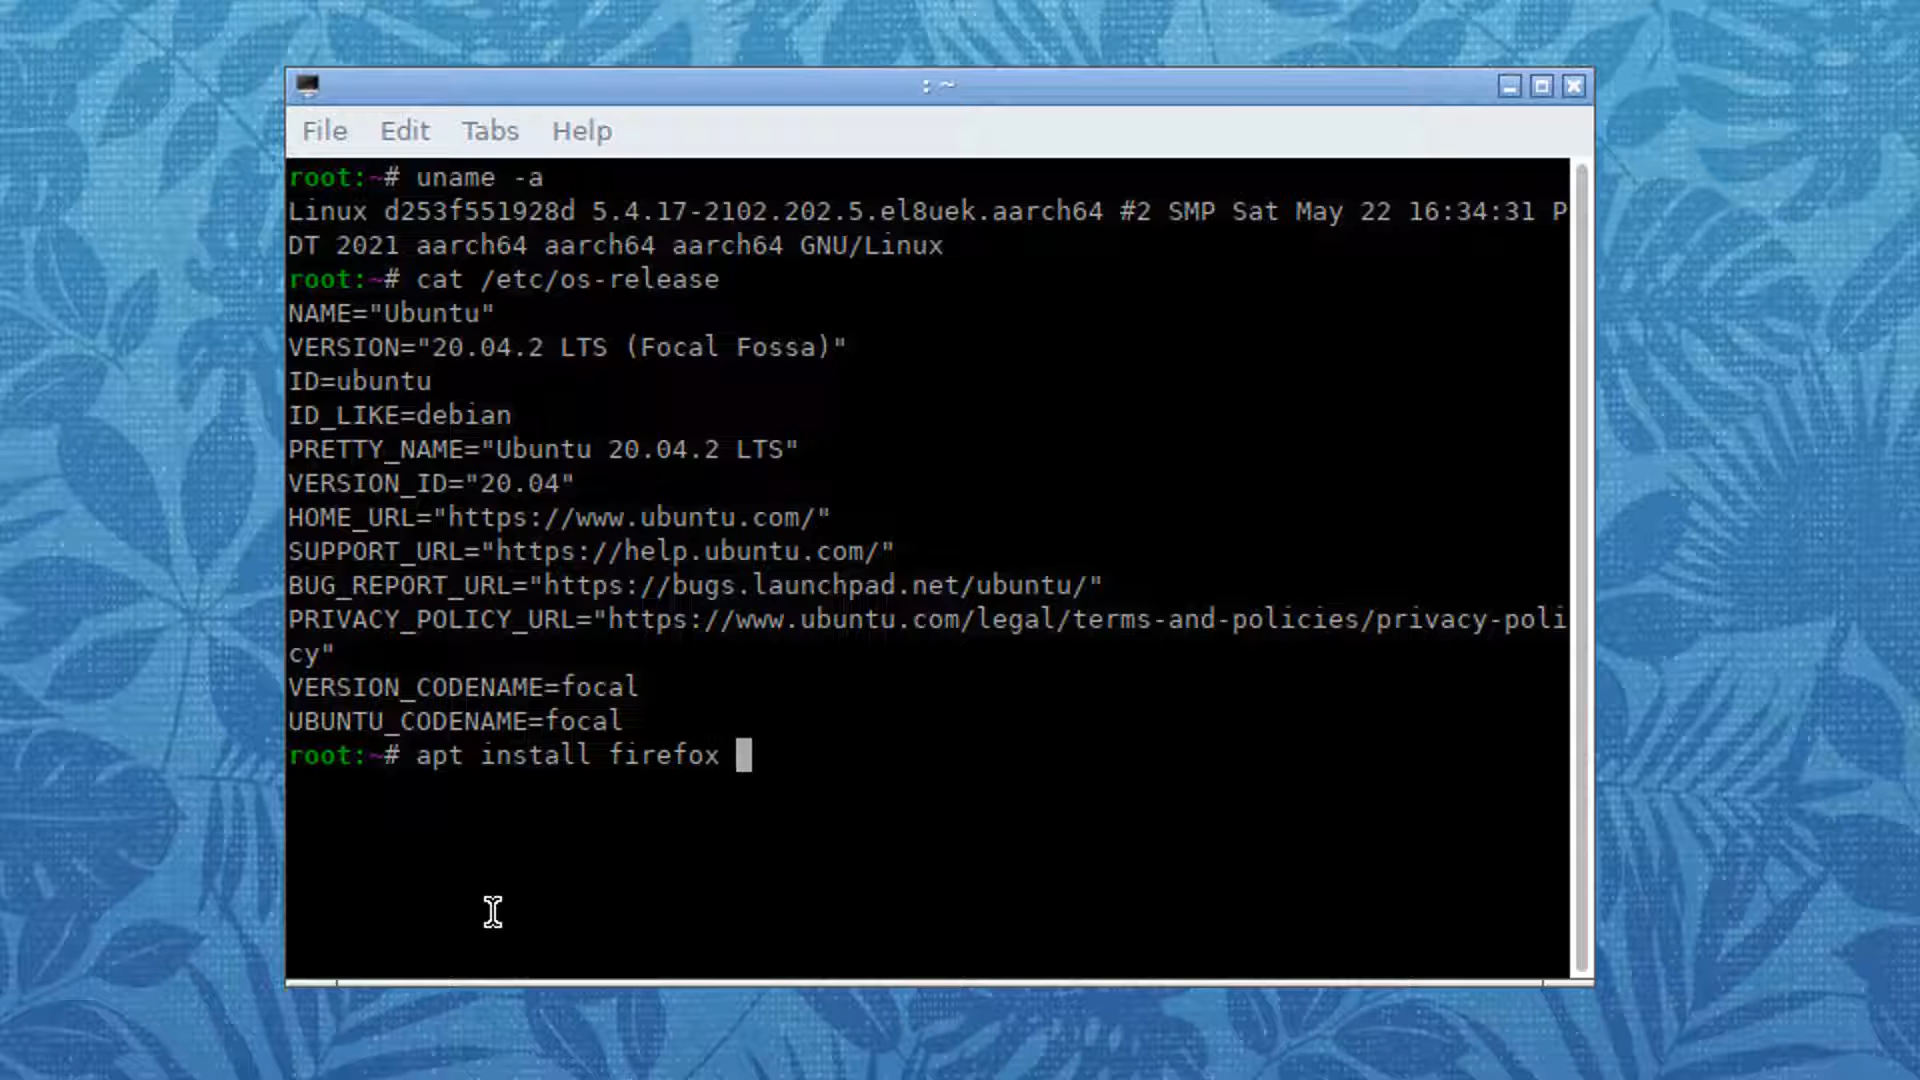 : ~
File Edit Tabs Help
root:~# uname -a
Linux d253f551928d 5.4.17-2102.202.5.el8uek.aarch64 #2 SMP Sat May 22 16:34:31 P
DT 2021 aarch64 aarch64 aarch64 GNU/Linux
root:~# cat /etc/os-release
NAME="Ubuntu"
VERSION="20.04.2 LTS (Focal Fossa)"
ID=ubuntu
ID_LIKE=debian
PRETTY_NAME="Ubuntu 20.04.2 LTS"
VERSION_ID="20.04"
HOME_URL="https://www.ubuntu.com/"
SUPPORT_URL="https://help.ubuntu.com/"
BUG_REPORT_URL="https://bugs.launchpad.net/ubuntu/"
PRIVACY_POLICY_URL="https://www.ubuntu.com/legal/terms-and-policies/privacy-poli
cy"
VERSION_CODENAME=focal
UBUNTU_CODENAME=focal
root:~# apt install firefox